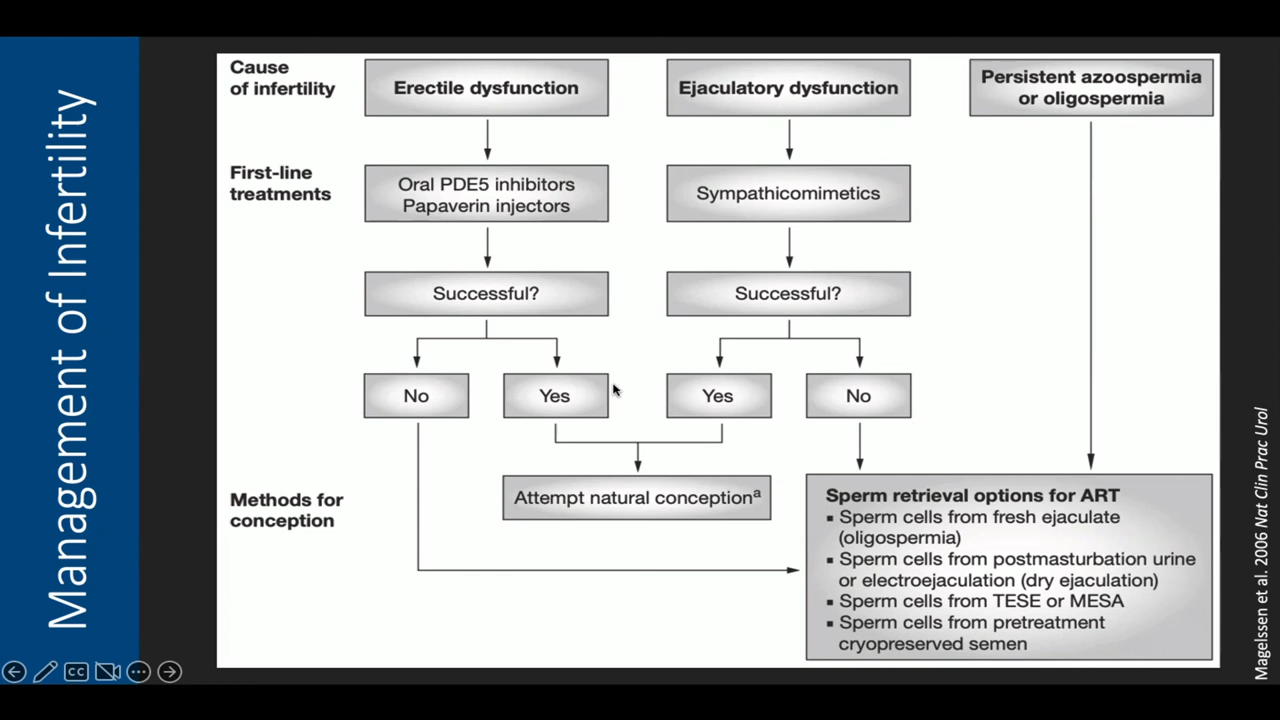 Management of Infertility
Cause
of infertility
Erectile dysfunction
Ejaculatory dysfunction
Persistent azoospermia
or oligospermia
First-line
treatments
Oral PDE5 inhibitors
Papaverin injectors
Sympathicomimetics
Successful?
Successful?
No
Yes
Yes
No
Methods for
conception
Attempt natural conceptionᵃ
Sperm retrieval options for ART
▪ Sperm cells from fresh ejaculate
(oligospermia)
▪ Sperm cells from postmasturbation urine
or electroejaculation (dry ejaculation)
▪ Sperm cells from TESE or MESA
▪ Sperm cells from pretreatment
cryopreserved semen
Magelssen et al. 2006 Nat Clin Prac Urol
CC